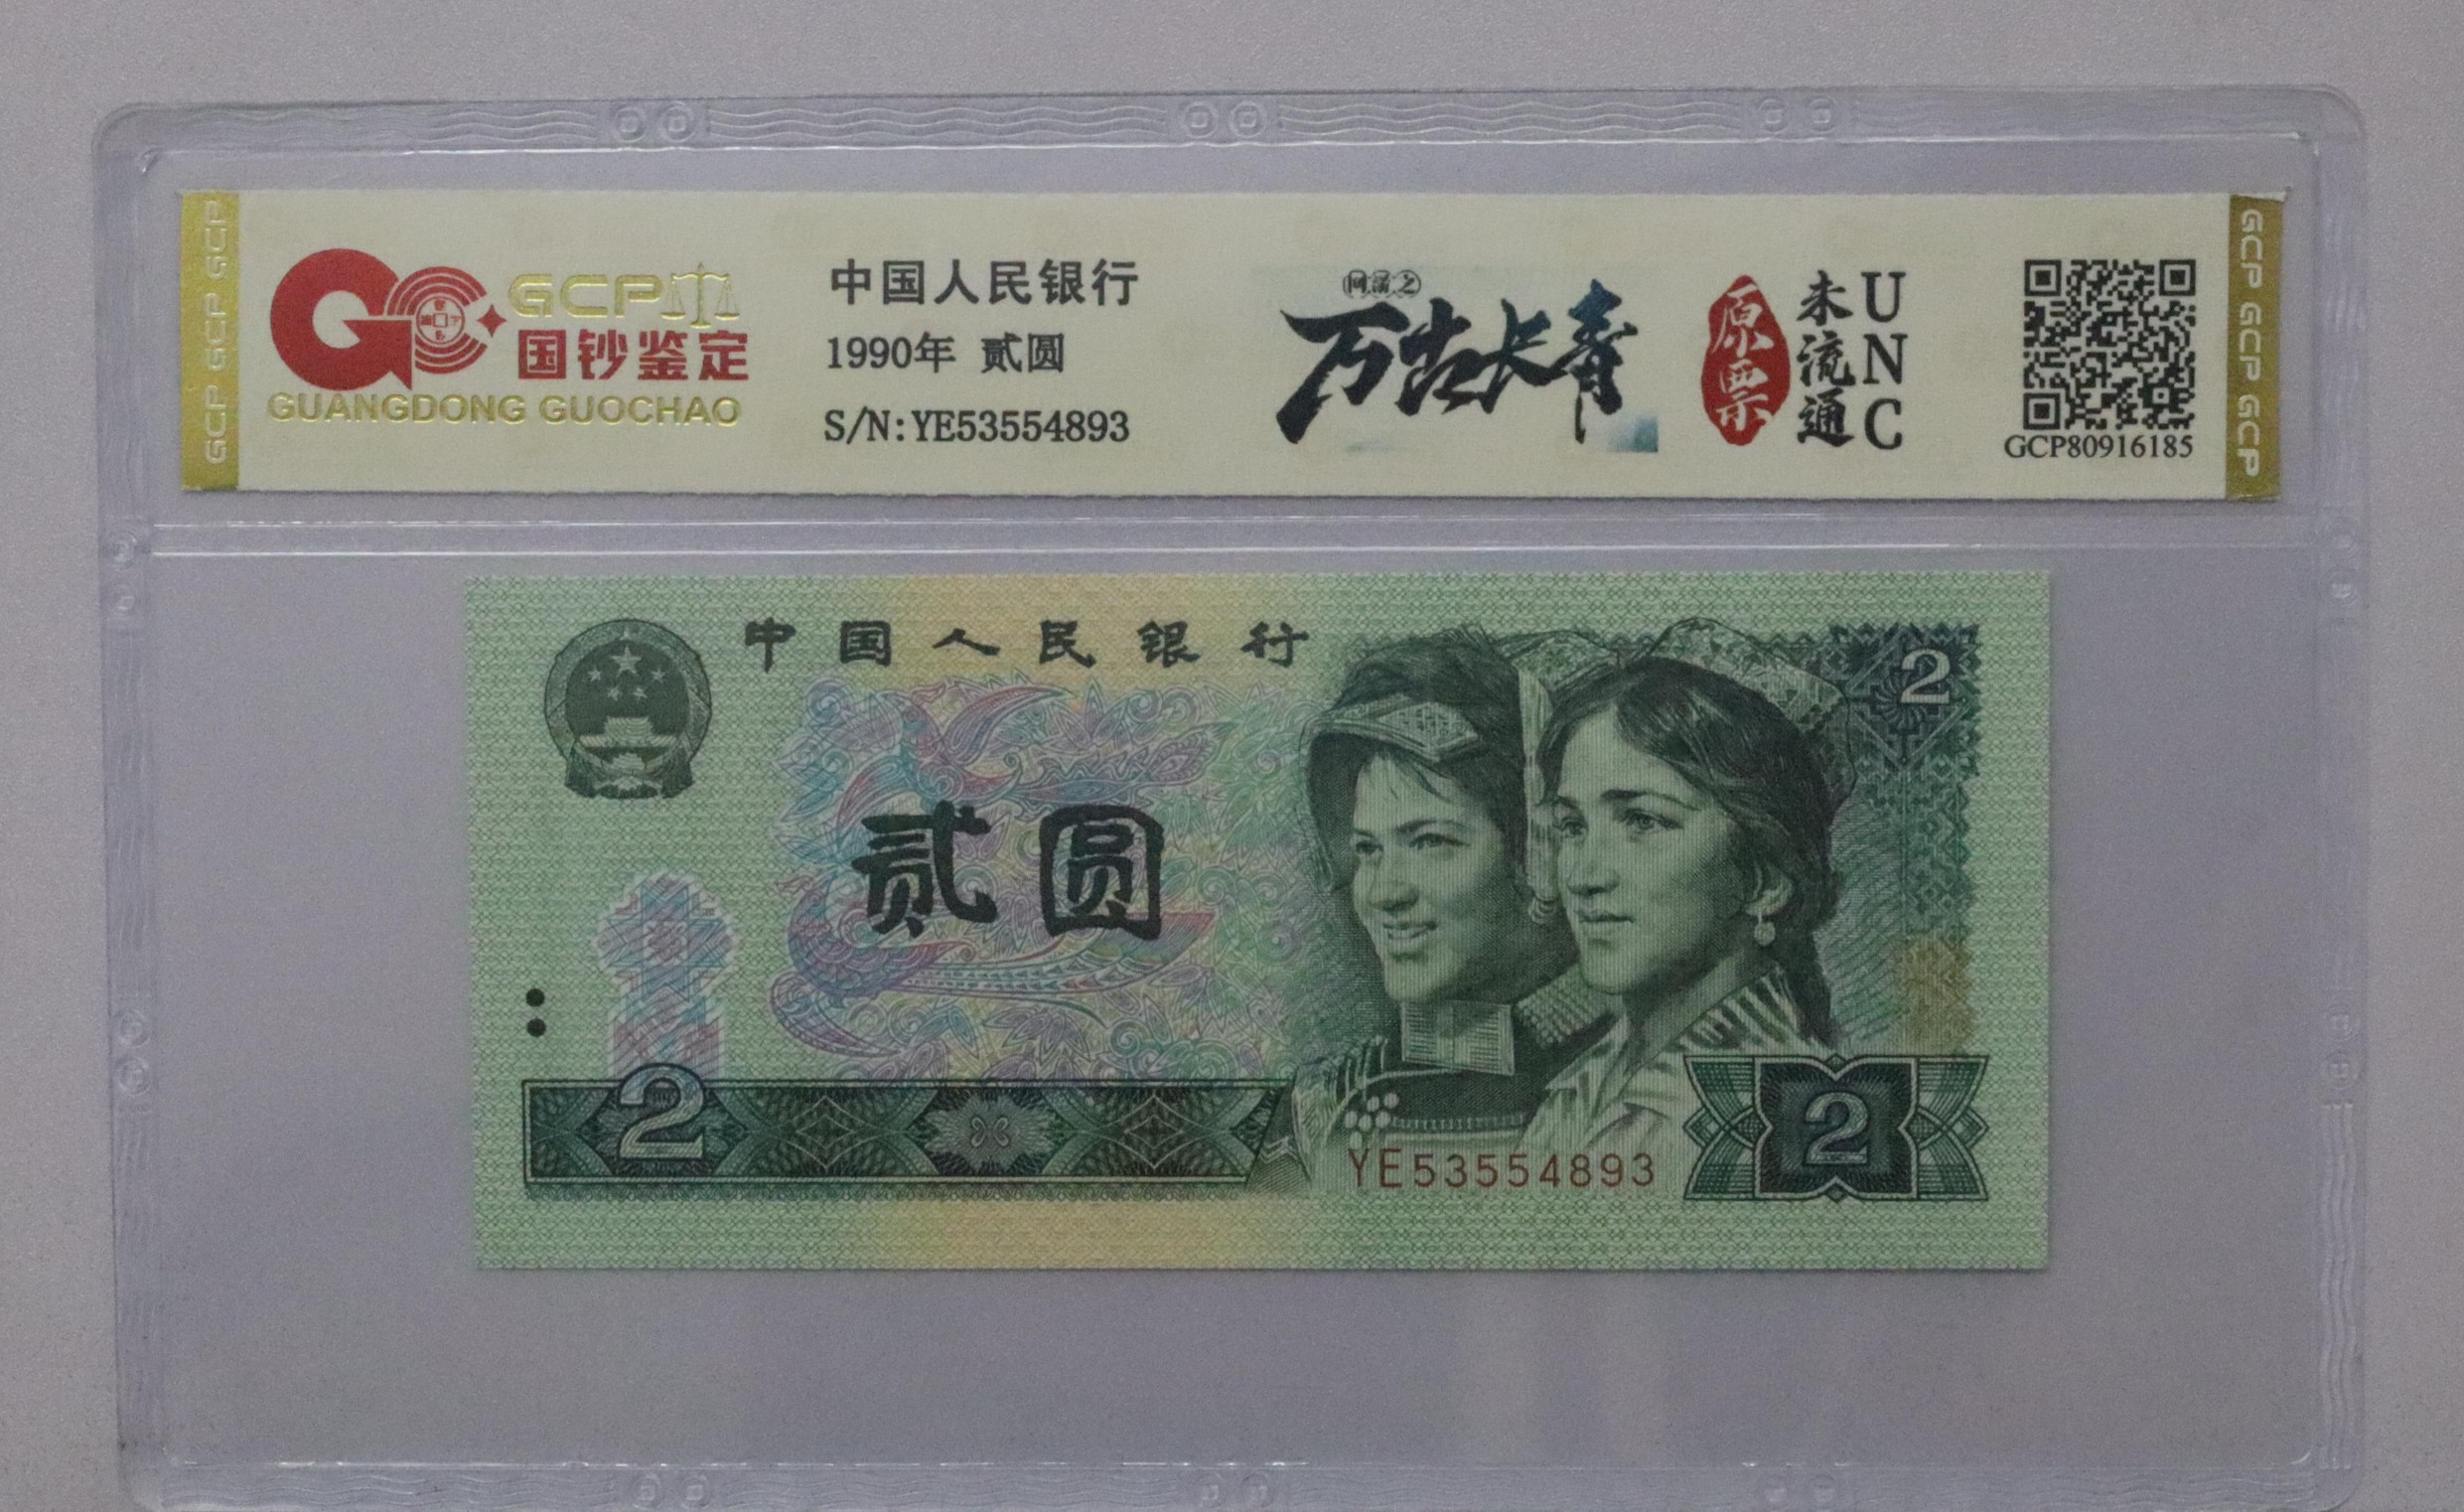 GCP GCP GCP
GCP
国钞鉴定
GUANGDONG GUOCHAO
中国人民银行
1990年 贰圆
S/N:YE53554893
万古长青
原票
未流通
UNC
GCP80916185
GCP GCP GCP
中国人民银行
2
贰圆
2
YE53554893
2